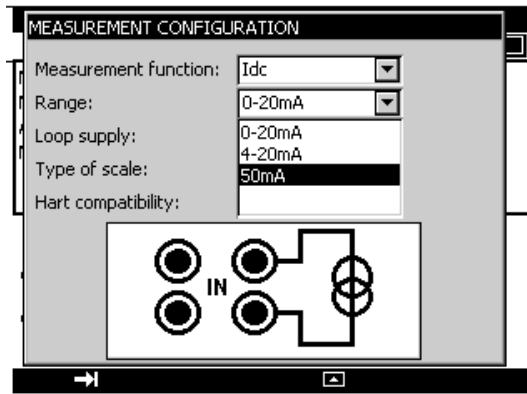 MEASUREMENT CONFIGURATION
Measurement function: Idc
Range: 0-20mA
Loop supply: 0-20mA
4-20mA
Type of scale: 50mA
Hart compatibility:
IN